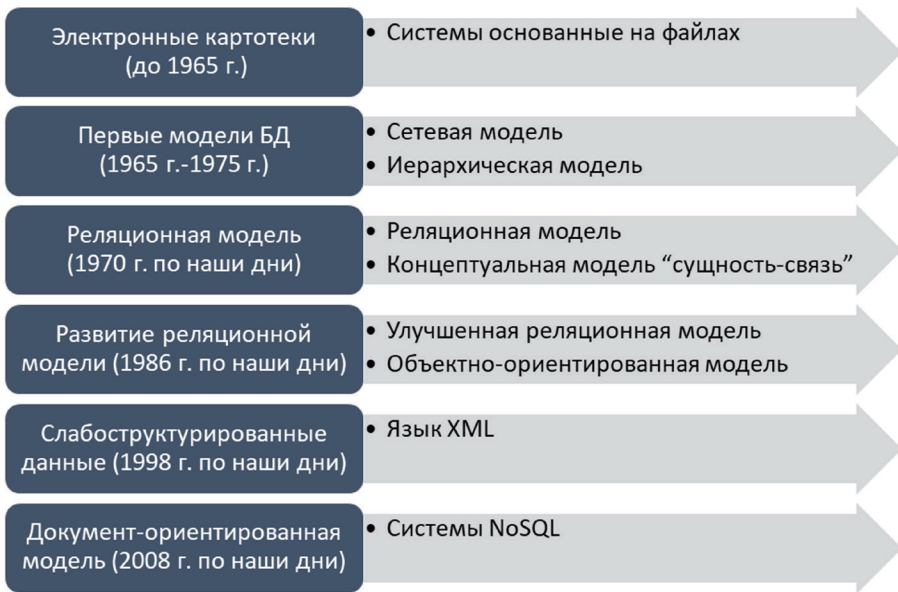 Электронные картотеки
(до 1965 г.)
• Системы основанные на файлах
Первые модели БД
(1965 г.-1975 г.)
• Сетевая модель
• Иерархическая модель
Реляционная модель
(1970 г. по наши дни)
• Реляционная модель
• Концептуальная модель “сущность-связь”
Развитие реляционной
модели (1986 г. по наши дни)
• Улучшенная реляционная модель
• Объектно-ориентированная модель
Слабоструктурированные
данные (1998 г. по наши дни)
• Язык XML
Документ-ориентированная
модель (2008 г. по наши дни)
• Системы NoSQL